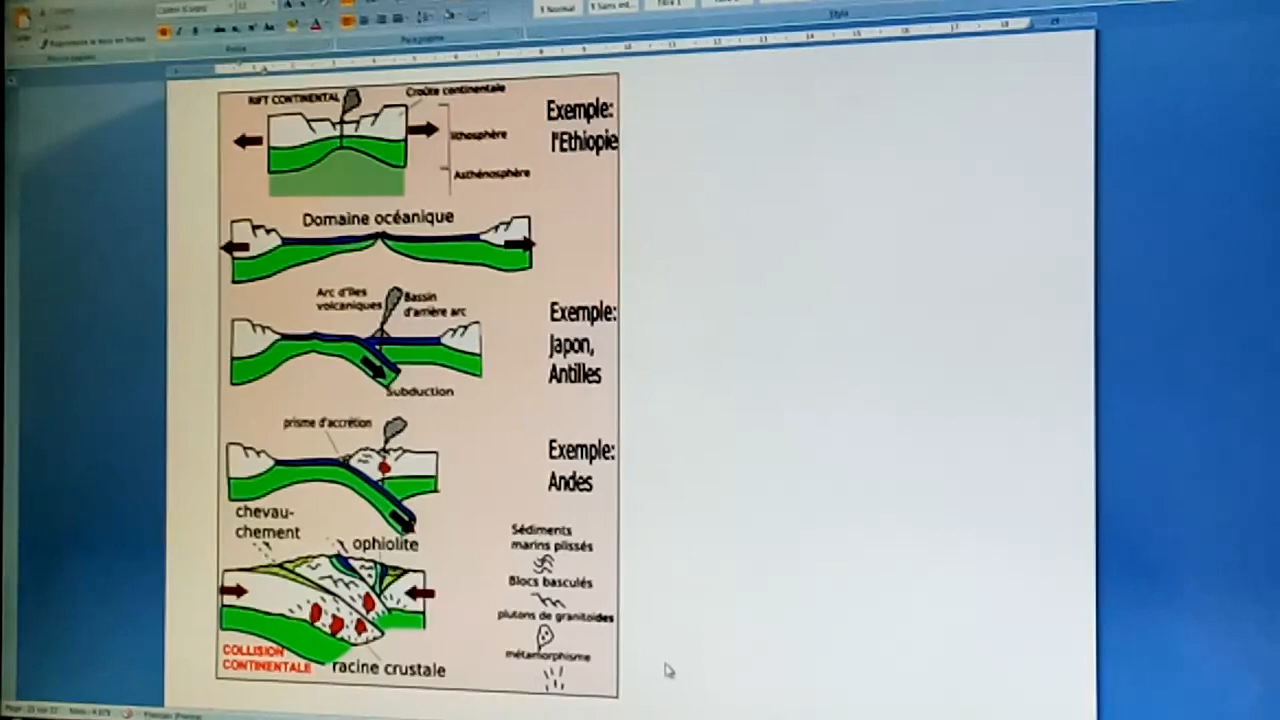 Normal
RIFT CONTINENTAL
Croûte continentale
Exemple:
l'Ethiopie
lithosphère
Asthénosphère
Domaine océanique
Arc d'îles
volcaniques
Bassin
d'arrière arc
Exemple:
Japon,
Antilles
Subduction
prisme d'accrétion
Exemple:
Andes
chevau-
chement
ophiolite
Sédiments
marins plissés
Blocs basculés
plutons de granitoïdes
métamorphisme
COLLISION
CONTINENTALE
racine crustale